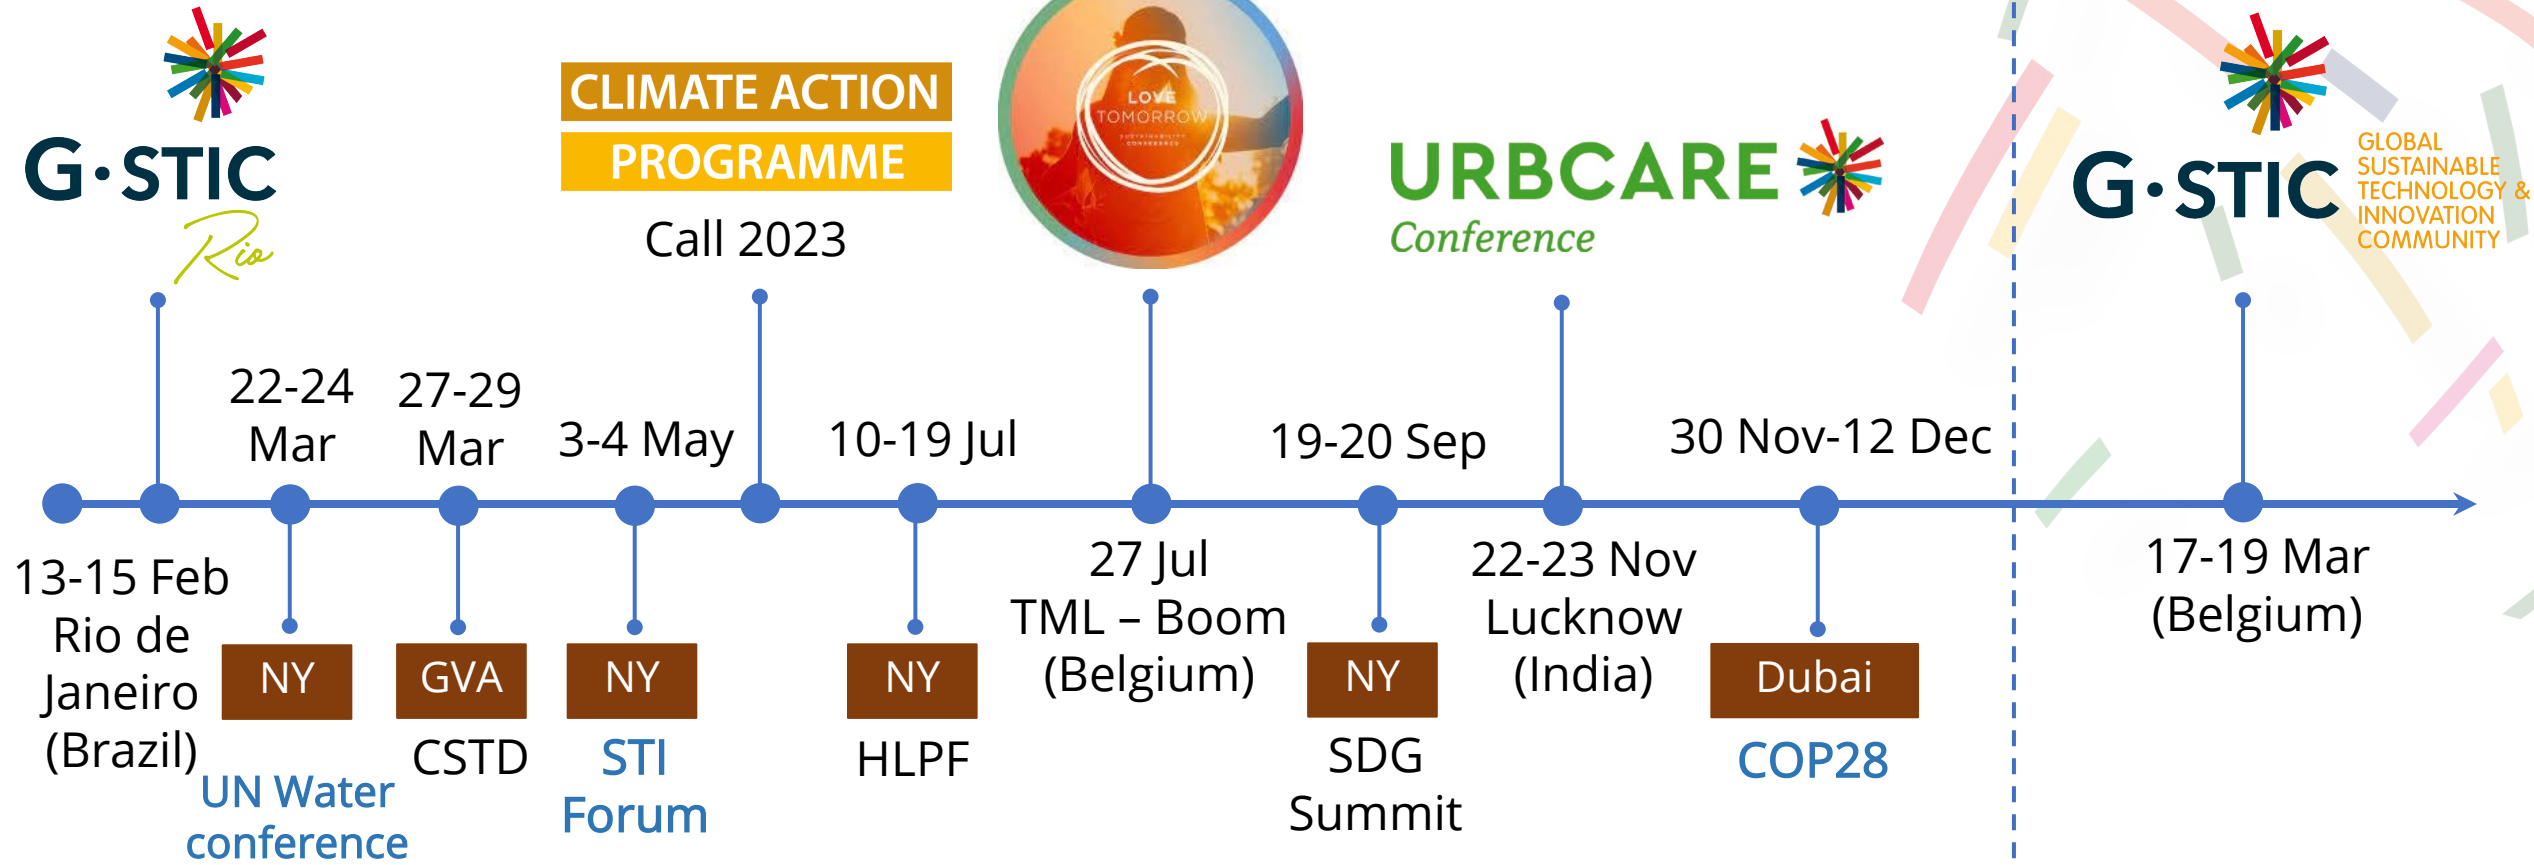 G·STIC
Rio
CLIMATE ACTION
PROGRAMME
Call 2023
LOVE
TOMORROW
SUSTAINABILITY
CONFERENCE
URBCARE
Conference
G·STIC
GLOBAL
SUSTAINABLE
TECHNOLOGY &
INNOVATION
COMMUNITY
22-24
Mar
27-29
Mar
3-4 May
10-19 Jul
19-20 Sep
30 Nov-12 Dec
13-15 Feb
Rio de
Janeiro
(Brazil)
NY
UN Water
conference
GVA
CSTD
NY
STI
Forum
NY
HLPF
27 Jul
TML – Boom
(Belgium)
NY
SDG
Summit
22-23 Nov
Lucknow
(India)
Dubai
COP28
17-19 Mar
(Belgium)